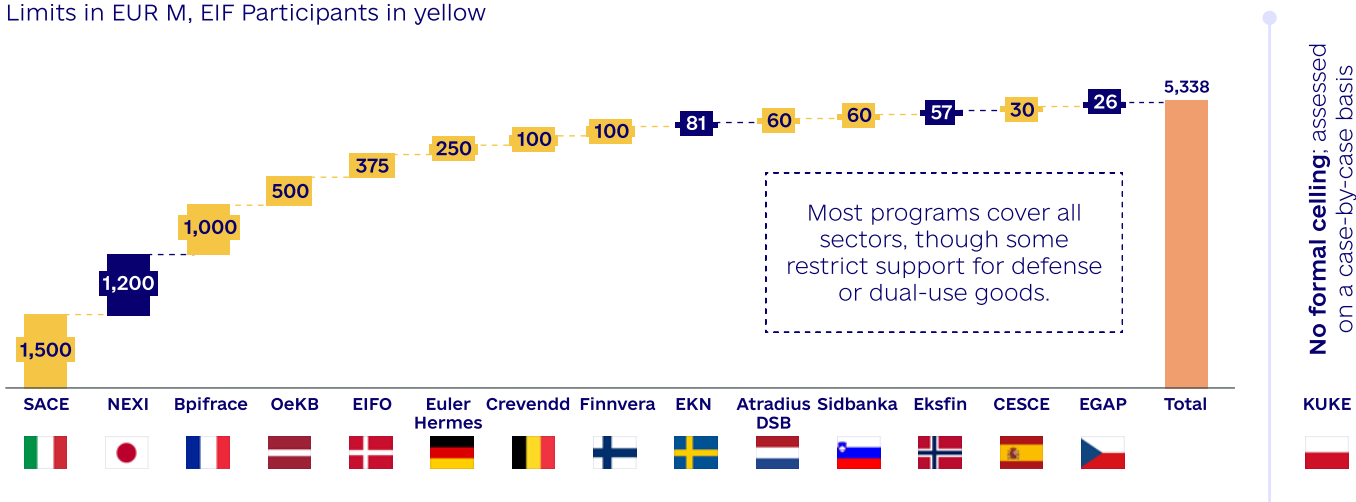 Limits in EUR M, EIF Participants in yellow
1,500
1,200
1,000
500
375
250
100
100
81
60
60
57
30
26
5,338
Most programs cover all
sectors, though some
restrict support for defense
or dual-use goods.
SACE
NEXI
Bpifrace
OeKB
EIFO
Euler
Hermes
Crevendd
Finnvera
EKN
Atradius
DSB
Sidbanka
Eksfin
CESCE
EGAP
Total
No formal celling; assessed
on a case-by-case basis
KUKE